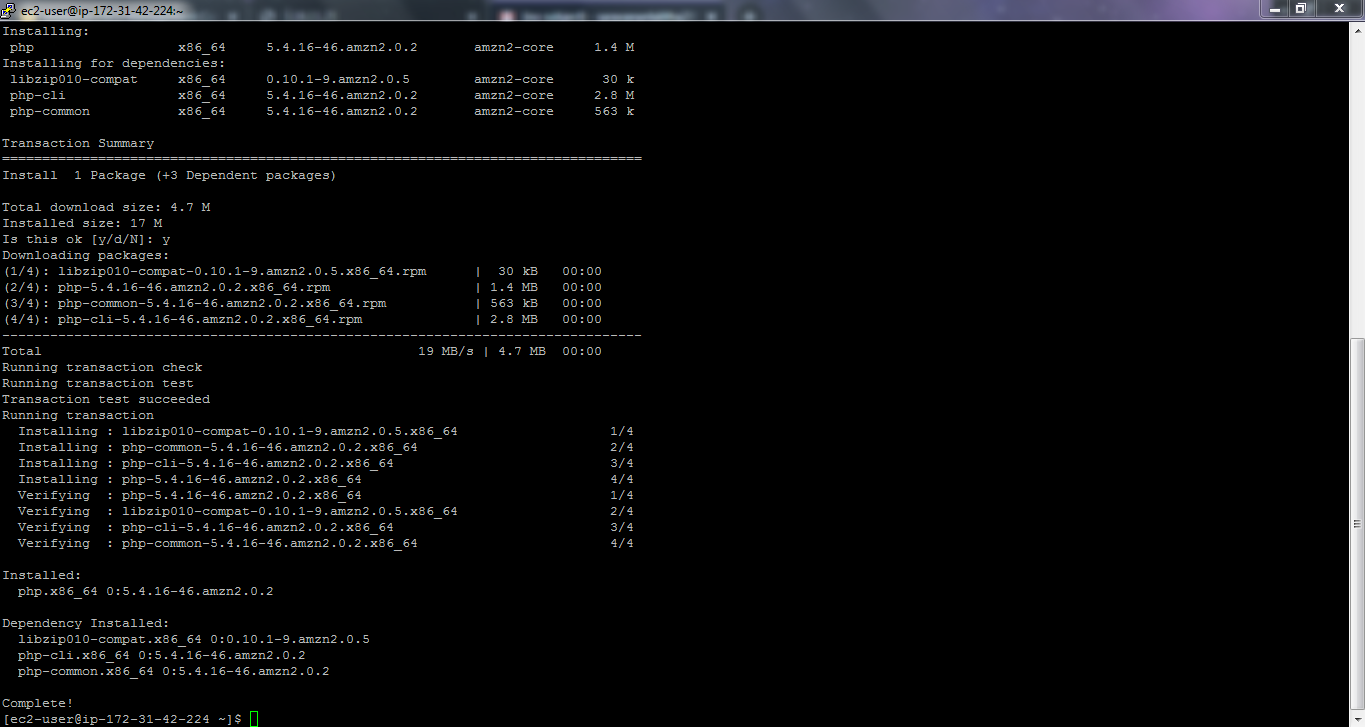 ec2-user@ip-172-31-42-224:~
Installing:
 php                  x86_64     5.4.16-46.amzn2.0.2       amzn2-core     1.4 M
Installing for dependencies:
 libzip010-compat     x86_64     0.10.1-9.amzn2.0.5        amzn2-core      30 k
 php-cli              x86_64     5.4.16-46.amzn2.0.2       amzn2-core     2.8 M
 php-common           x86_64     5.4.16-46.amzn2.0.2       amzn2-core     563 k
Transaction Summary
================================================================================
Install  1 Package (+3 Dependent packages)
Total download size: 4.7 M
Installed size: 17 M
Is this ok [y/d/N]: y
Downloading packages:
(1/4): libzip010-compat-0.10.1-9.amzn2.0.5.x86_64.rpm      |  30 kB   00:00
(2/4): php-5.4.16-46.amzn2.0.2.x86_64.rpm                  | 1.4 MB   00:00
(3/4): php-common-5.4.16-46.amzn2.0.2.x86_64.rpm           | 563 kB   00:00
(4/4): php-cli-5.4.16-46.amzn2.0.2.x86_64.rpm              | 2.8 MB   00:00
--------------------------------------------------------------------------------
Total                                               19 MB/s | 4.7 MB  00:00
Running transaction check
Running transaction test
Transaction test succeeded
Running transaction
  Installing : libzip010-compat-0.10.1-9.amzn2.0.5.x86_64                   1/4
  Installing : php-common-5.4.16-46.amzn2.0.2.x86_64                        2/4
  Installing : php-cli-5.4.16-46.amzn2.0.2.x86_64                           3/4
  Installing : php-5.4.16-46.amzn2.0.2.x86_64                               4/4
  Verifying  : php-5.4.16-46.amzn2.0.2.x86_64                               1/4
  Verifying  : libzip010-compat-0.10.1-9.amzn2.0.5.x86_64                   2/4
  Verifying  : php-cli-5.4.16-46.amzn2.0.2.x86_64                           3/4
  Verifying  : php-common-5.4.16-46.amzn2.0.2.x86_64                        4/4
Installed:
  php.x86_64 0:5.4.16-46.amzn2.0.2
Dependency Installed:
  libzip010-compat.x86_64 0:0.10.1-9.amzn2.0.5
  php-cli.x86_64 0:5.4.16-46.amzn2.0.2
  php-common.x86_64 0:5.4.16-46.amzn2.0.2
Complete!
[ec2-user@ip-172-31-42-224 ~]$